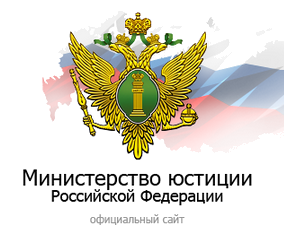 Министерство юстиции
Российской Федерации
официальный сайт